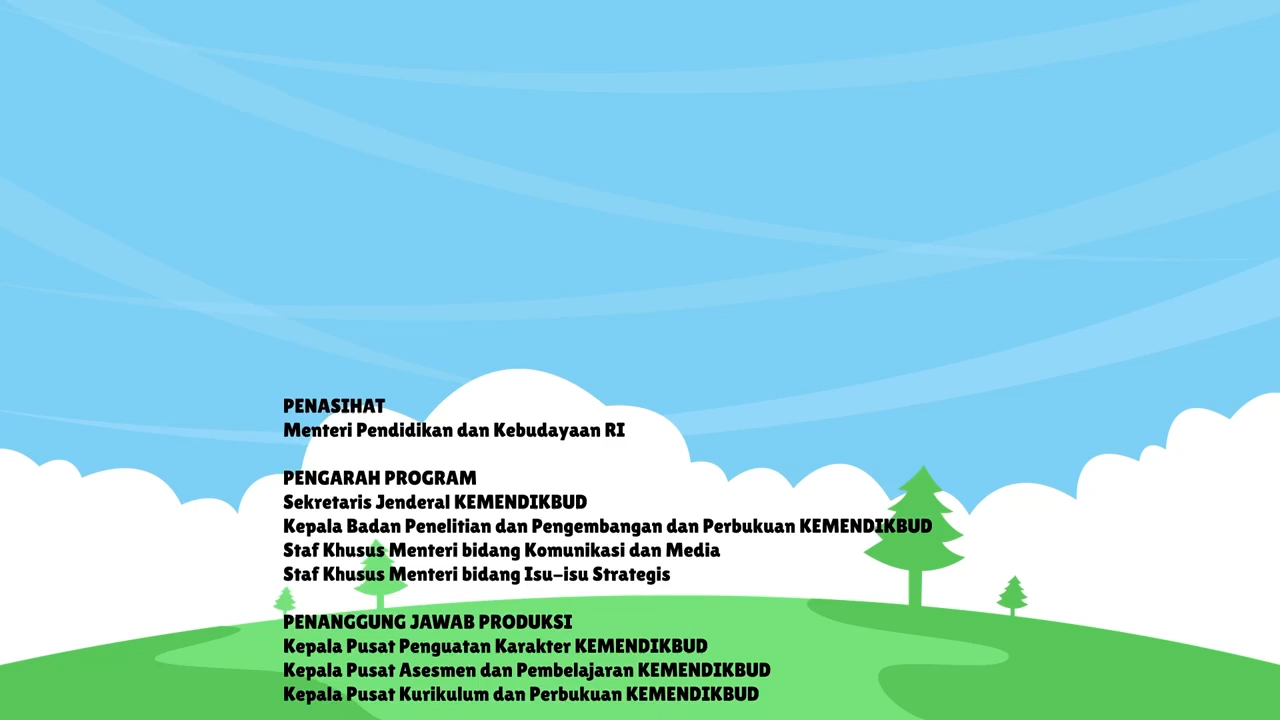 PENASIHAT
Menteri Pendidikan dan Kebudayaan RI
PENGARAH PROGRAM
Sekretaris Jenderal KEMENDIKBUD
Kepala Badan Penelitian dan Pengembangan dan Perbukuan KEMENDIKBUD
Staf Khusus Menteri bidang Komunikasi dan Media
Staf Khusus Menteri bidang Isu-isu Strategis
PENANGGUNG JAWAB PRODUKSI
Kepala Pusat Penguatan Karakter KEMENDIKBUD
Kepala Pusat Asesmen dan Pembelajaran KEMENDIKBUD
Kepala Pusat Kurikulum dan Perbukuan KEMENDIKBUD